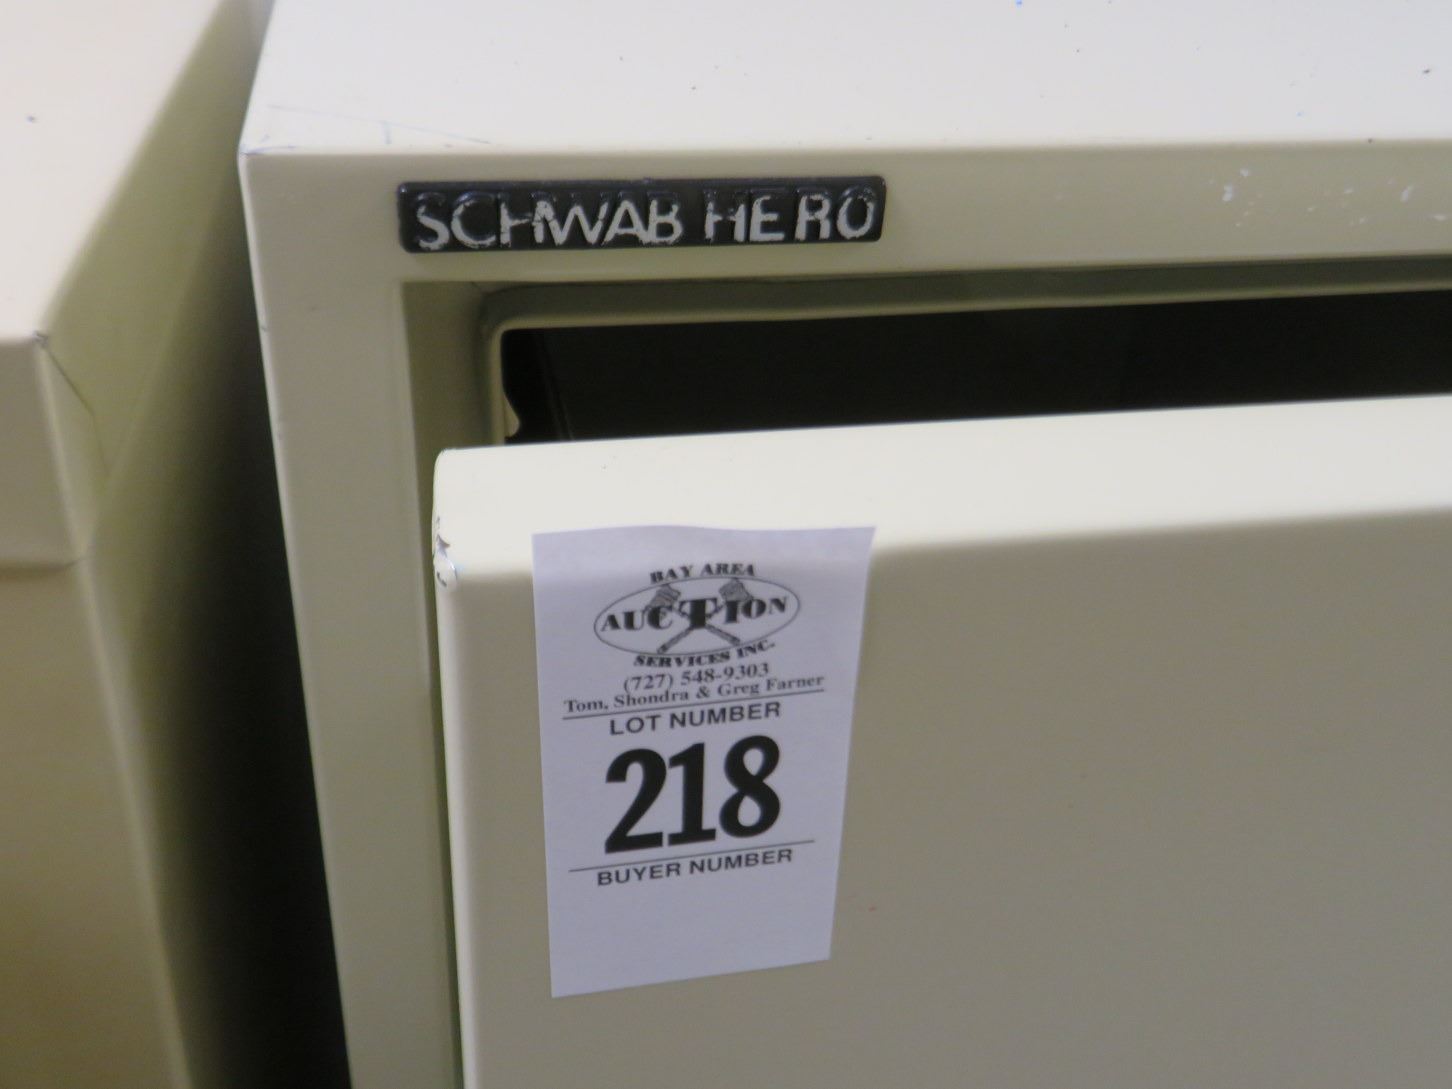 SCHWAB HERO
BAY AREA
AUCTION
SERVICES INC.
(727) 548-9303
Tom, Shondra & Greg Farner
LOT NUMBER
218
BUYER NUMBER